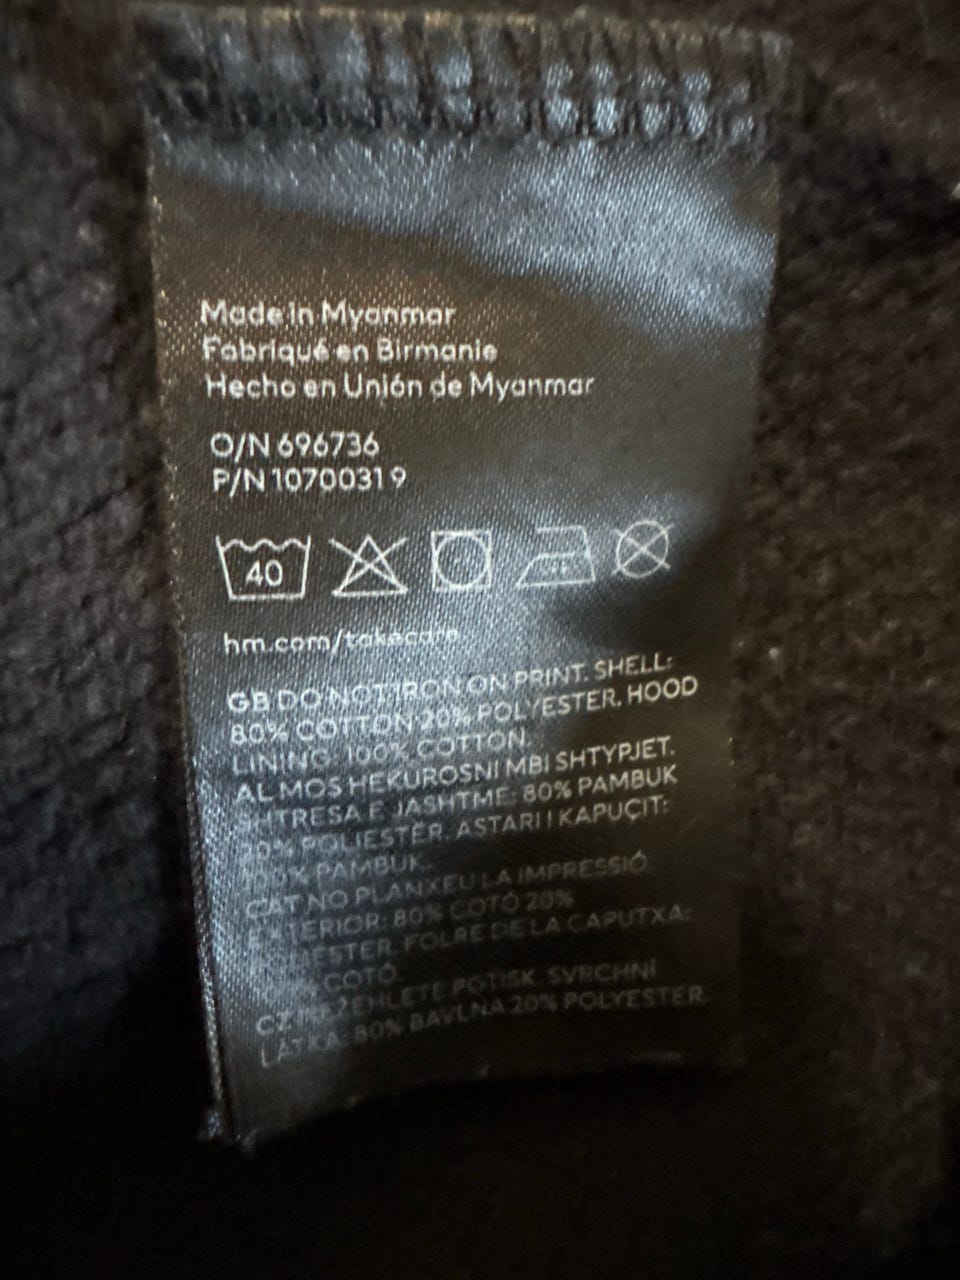 Made in Myanmar
Fabriqué en Birmanie
Hecho en Unión de Myanmar
O/N 696736
P/N 10700319
40
hm.com/takecare
GB DO NOT IRON ON PRINT. SHELL:
80% COTTON 20% POLYESTER. HOOD
LINING: 100% COTTON.
AL MOS HEKUROSNI MBI SHTYPJET.
SHTRESA E JASHTME: 80% PAMBUK
20% POLIESTËR. ASTARI I KAPUÇIT:
100% PAMBUK.
CAT NO PLANXEU LA IMPRESSIÓ
EXTERIOR: 80% COTÓ 20%
POLIESTER. FOLRE DE LA CAPUTXA:
COTÓ.
CZ NEŽEHLETE POTISK. SVRCHNÍ
LÁTKA: 80% BAVLNA 20% POLYESTER.